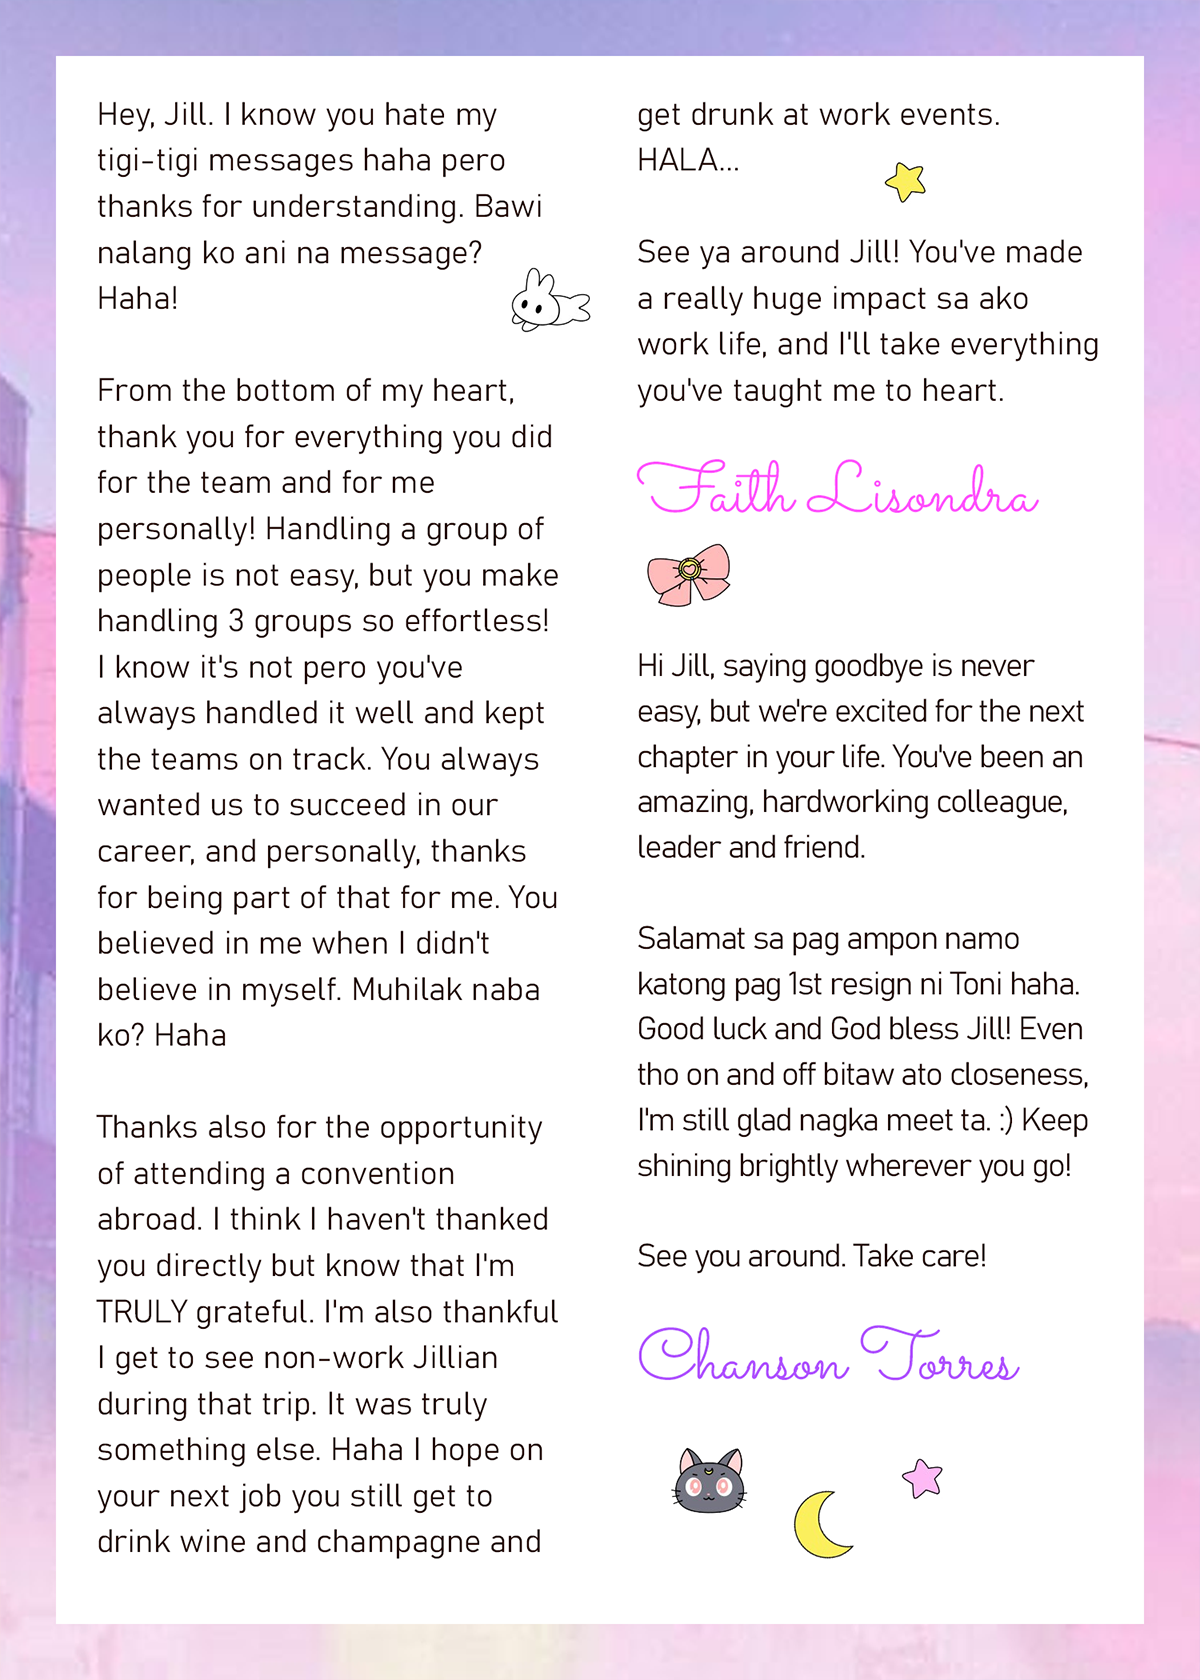 Hey, Jill. I know you hate my
tigi-tigi messages haha pero
thanks for understanding. Bawi
nalang ko ani na message?
Haha!
From the bottom of my heart,
thank you for everything you did
for the team and for me
personally! Handling a group of
people is not easy, but you make
handling 3 groups so effortless!
I know it's not pero you've
always handled it well and kept
the teams on track. You always
wanted us to succeed in our
career, and personally, thanks
for being part of that for me. You
believed in me when I didn't
believe in myself. Muhilak naba
ko? Haha
Thanks also for the opportunity
of attending a convention
abroad. I think I haven't thanked
you directly but know that I'm
TRULY grateful. I'm also thankful
I get to see non-work Jillian
during that trip. It was truly
something else. Haha I hope on
your next job you still get to
drink wine and champagne and
get drunk at work events.
HALA...
See ya around Jill! You've made
a really huge impact sa ako
work life, and I'll take everything
you've taught me to heart.
Faith Lisondra
Hi Jill, saying goodbye is never
easy, but we're excited for the next
chapter in your life. You've been an
amazing, hardworking colleague,
leader and friend.
Salamat sa pag ampon namo
katong pag 1st resign ni Toni haha.
Good luck and God bless Jill! Even
tho on and off bitaw ato closeness,
I'm still glad nagka meet ta. :) Keep
shining brightly wherever you go!
See you around. Take care!
Chanson Torres